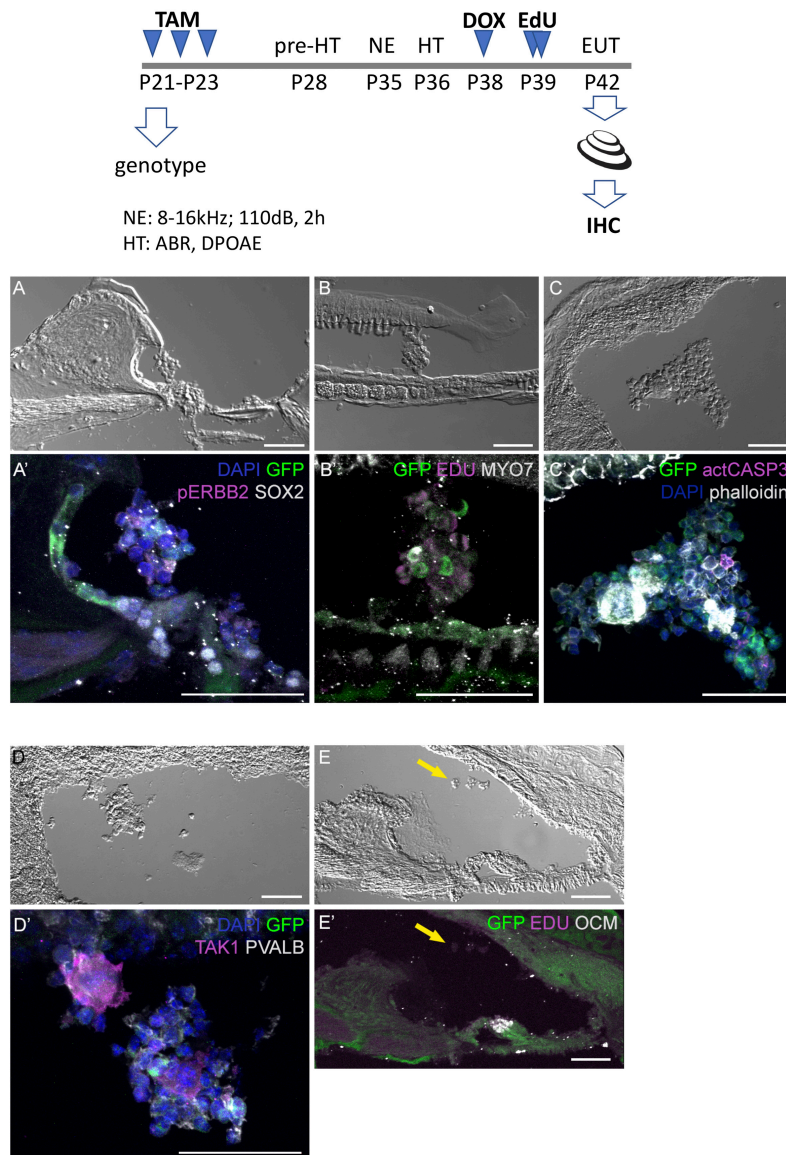 TAM DOX EdU
pre-HT NE HT EUT
P21-P23 P28 P35 P36 P38 P39 P42
genotype
NE: 8-16kHz; 110dB, 2h
HT: ABR, DPOAE
IHC
A B C
A' DAPI GFP
pERBB2 SOX2
B' GFP EDU MYO7
C' GFP actCASP3
DAPI phalloidin
D E
D' DAPI GFP
TAK1 PVALB
E' GFP EDU OCM